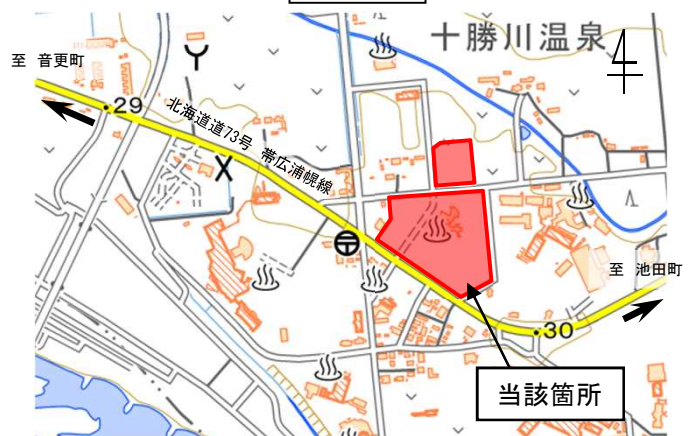 十勝川温泉
至 音更町
29
北海道道73号 帯広浦幌線
至 池田町
30
当該箇所